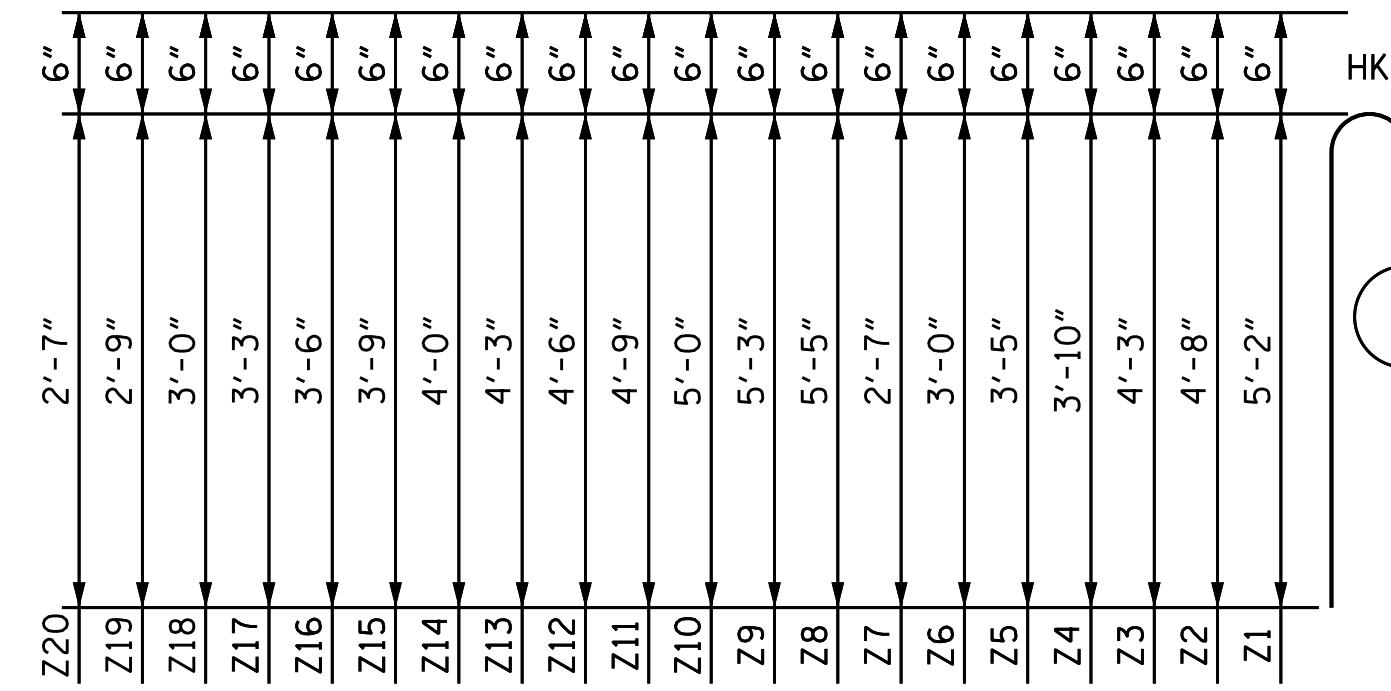 6" 6" 6" 6" 6" 6" 6" 6" 6" 6" 6" 6" 6" 6" 6" 6" 6" 6" 6" 6" HK
2'-7" 2'-9" 3'-0" 3'-3" 3'-6" 3'-9" 4'-0" 4'-3" 4'-6" 4'-9" 5'-0" 5'-3" 5'-5" 2'-7" 3'-0" 3'-5" 3'-10" 4'-3" 4'-8" 5'-2"
Z20 Z19 Z18 Z17 Z16 Z15 Z14 Z13 Z12 Z11 Z10 Z9 Z8 Z7 Z6 Z5 Z4 Z3 Z2 Z1